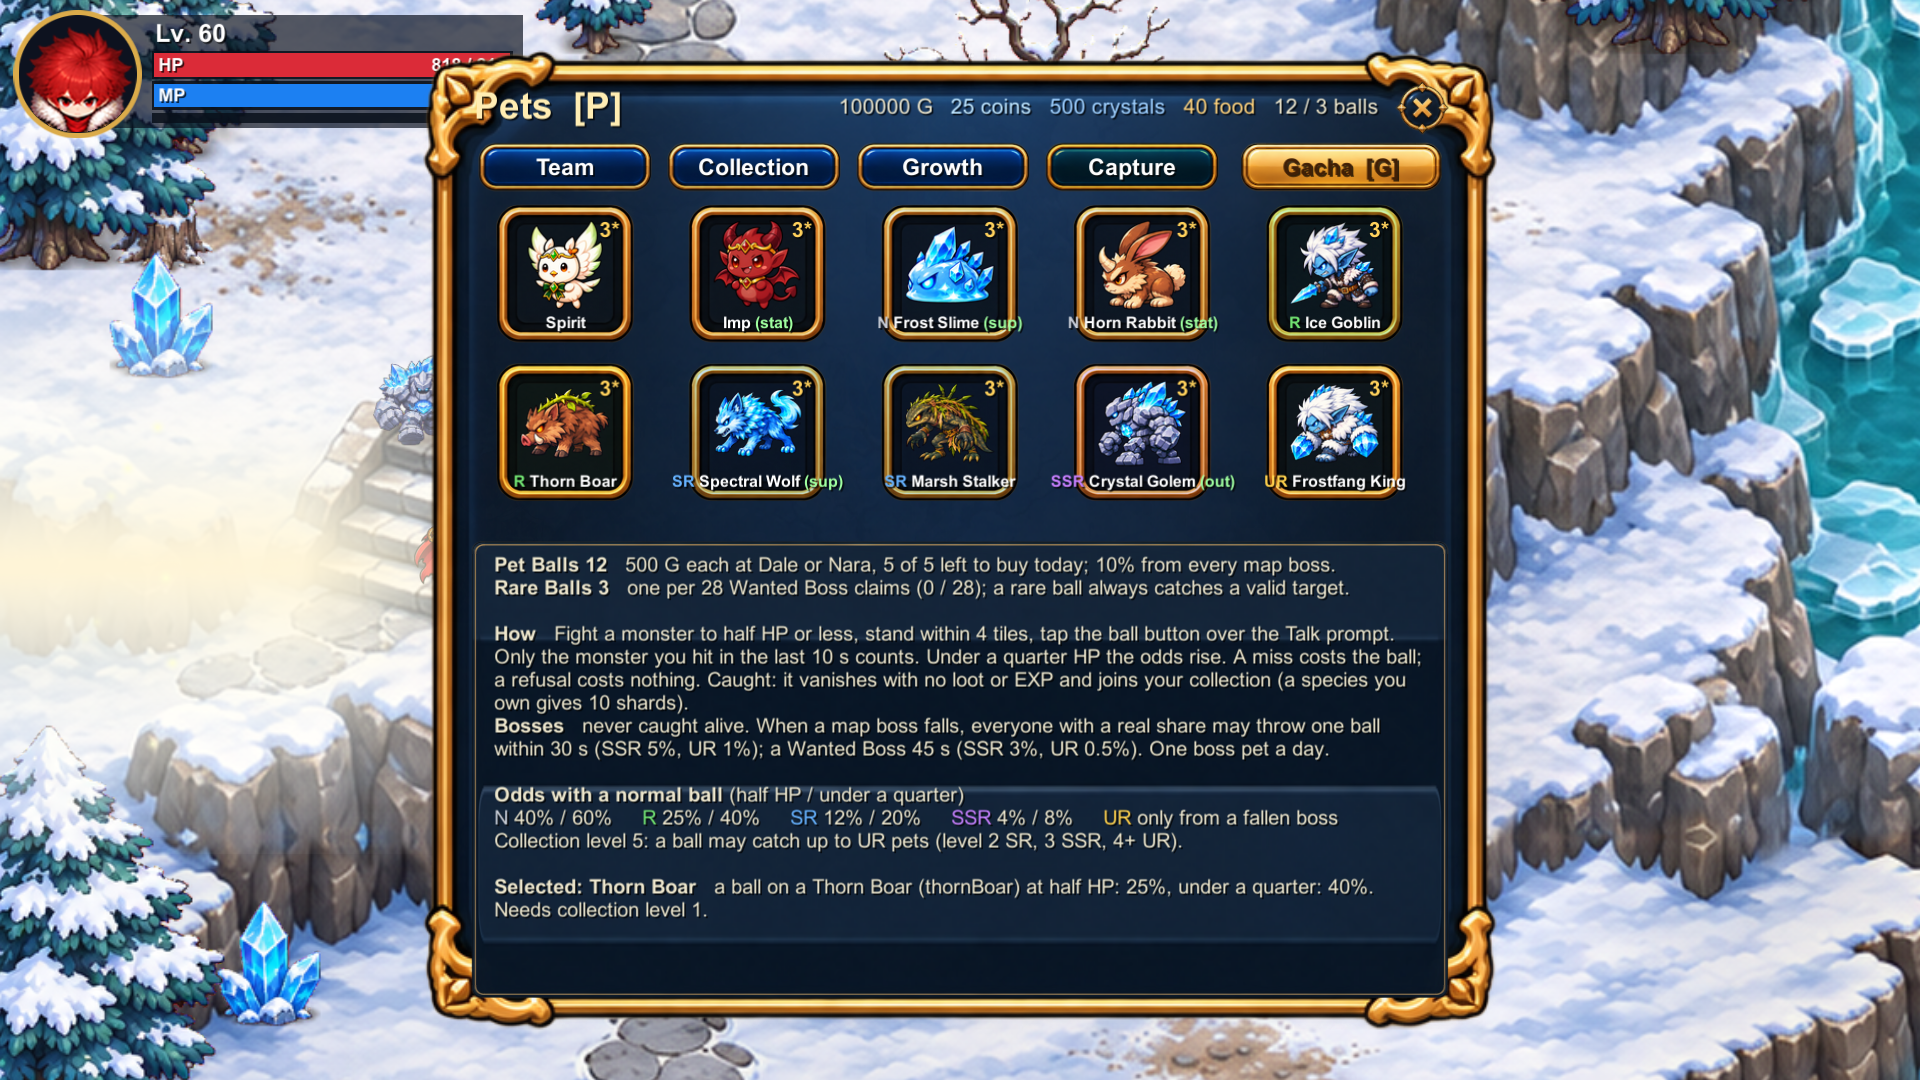 Lv. 60
HP
MP
Pets [P]
100000 G 25 coins 500 crystals 40 food 12 / 3 balls
Team
Collection
Growth
Capture
Gacha [G]
3*
3*
3*
3*
3*
Spirit
Imp (stat)
N Frost Slime (sup)
N Horn Rabbit (stat)
R Ice Goblin
3*
3*
3*
3*
3*
R Thorn Boar
SR Spectral Wolf (sup)
SR Marsh Stalker
SSR Crystal Golem (out)
UR Frostfang King
Pet Balls 12 500 G each at Dale or Nara, 5 of 5 left to buy today; 10% from every map boss.
Rare Balls 3 one per 28 Wanted Boss claims (0 / 28); a rare ball always catches a valid target.
How Fight a monster to half HP or less, stand within 4 tiles, tap the ball button over the Talk prompt.
Only the monster you hit in the last 10 s counts. Under a quarter HP the odds rise. A miss costs the ball;
a refusal costs nothing. Caught: it vanishes with no loot or EXP and joins your collection (a species you
own gives 10 shards).
Bosses never caught alive. When a map boss falls, everyone with a real share may throw one ball
within 30 s (SSR 5%, UR 1%); a Wanted Boss 45 s (SSR 3%, UR 0.5%). One boss pet a day.
Odds with a normal ball (half HP / under a quarter)
N 40% / 60% R 25% / 40% SR 12% / 20% SSR 4% / 8% UR only from a fallen boss
Collection level 5: a ball may catch up to UR pets (level 2 SR, 3 SSR, 4+ UR).
Selected: Thorn Boar a ball on a Thorn Boar (thornBoar) at half HP: 25%, under a quarter: 40%.
Needs collection level 1.